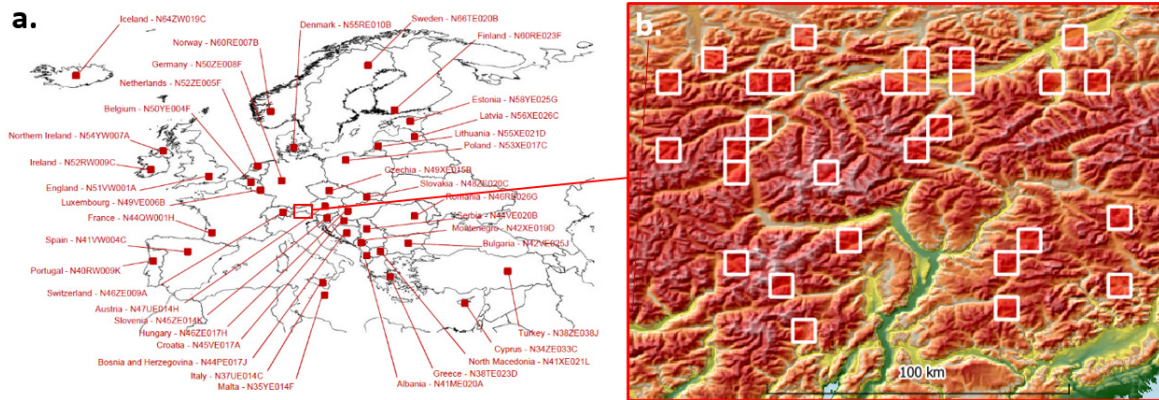 a.
b.
Iceland - N64ZW019C
Denmark - N55RE010B
Sweden - N66TE020B
Finland - N60RE023F
Norway - N60RE007B
Germany - N50ZE008F
Netherlands - N52ZE005F
Belgium - N50YE004F
Estonia - N58YE025G
Latvia - N56XE026C
Lithuania - N55XE021D
Poland - N53XE017C
Northern Ireland - N54YW007A
Ireland - N52RW009C
England - N51VW001A
Luxembourg - N49VE006B
France - N44QW001H
Spain - N41VW004C
Portugal - N40RW009K
Czechia - N49XE015B
Slovakia - N48ZE020C
Romania - N46RE026G
Serbia - N44VE020B
Montenegro - N42XE019D
Bulgaria - N42VE025J
Switzerland - N46ZE009A
Austria - N47UE014H
Slovenia - N45ZE014K
Hungary - N46ZE017H
Croatia - N45VE017A
Bosnia and Herzegovina - N44PE017J
Italy - N37UE014C
Malta - N35YE014F
Turkey - N38ZE038J
Cyprus - N34ZE033C
North Macedonia - N41XE021L
Greece - N38TE023D
Albania - N41ME020A
100 km